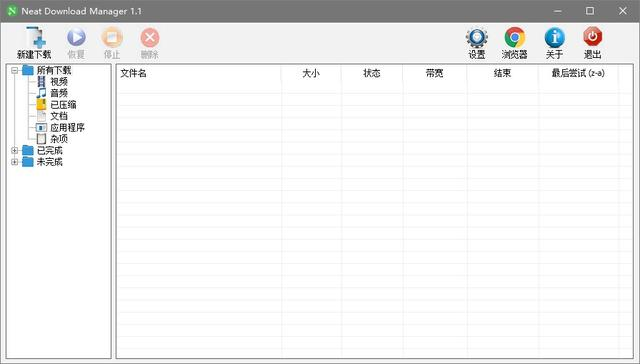 Neat Download Manager 1.1
新建下载 恢复 停止 删除 设置 浏览器 关于 退出
所有下载
视频
音频
已压缩
文档
应用程序
杂项
已完成
未完成
文件名 大小 状态 带宽 结束 最后尝试 (z-a)